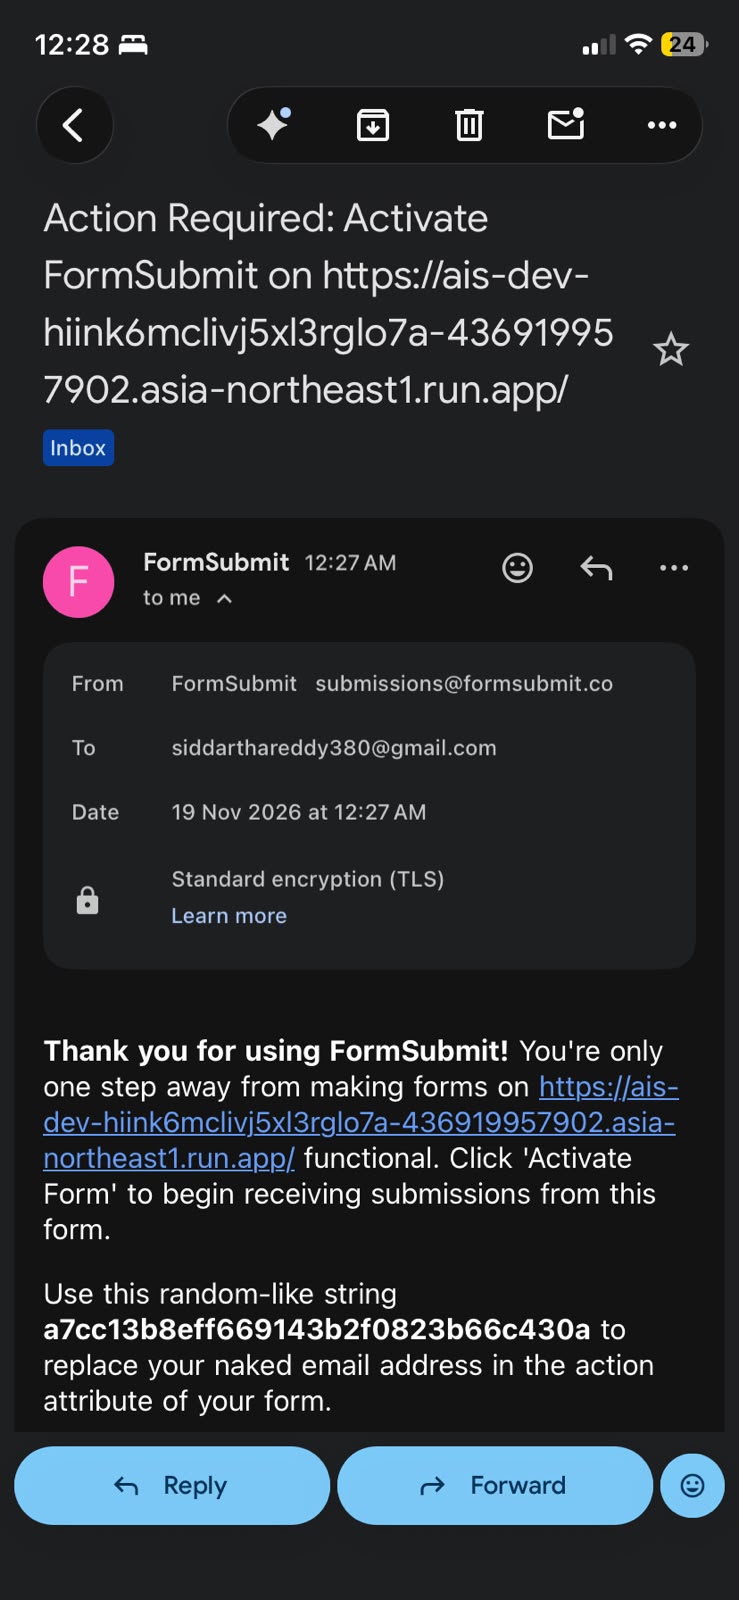 12:28
24
Action Required: Activate
FormSubmit on https://ais-dev-
hiink6mclivj5xl3rglo7a-43691995
7902.asia-northeast1.run.app/
Inbox
F
FormSubmit 12:27 AM
to me
From FormSubmit submissions@formsubmit.co
To siddarthareddy380@gmail.com
Date 19 Nov 2026 at 12:27 AM
Standard encryption (TLS)
Learn more
Thank you for using FormSubmit! You're only
one step away from making forms on https://ais-
dev-hiink6mclivj5xl3rglo7a-436919957902.asia-
northeast1.run.app/ functional. Click 'Activate
Form' to begin receiving submissions from this
form.
Use this random-like string
a7cc13b8eff669143b2f0823b66c430a to
replace your naked email address in the action
attribute of your form.
Reply
Forward